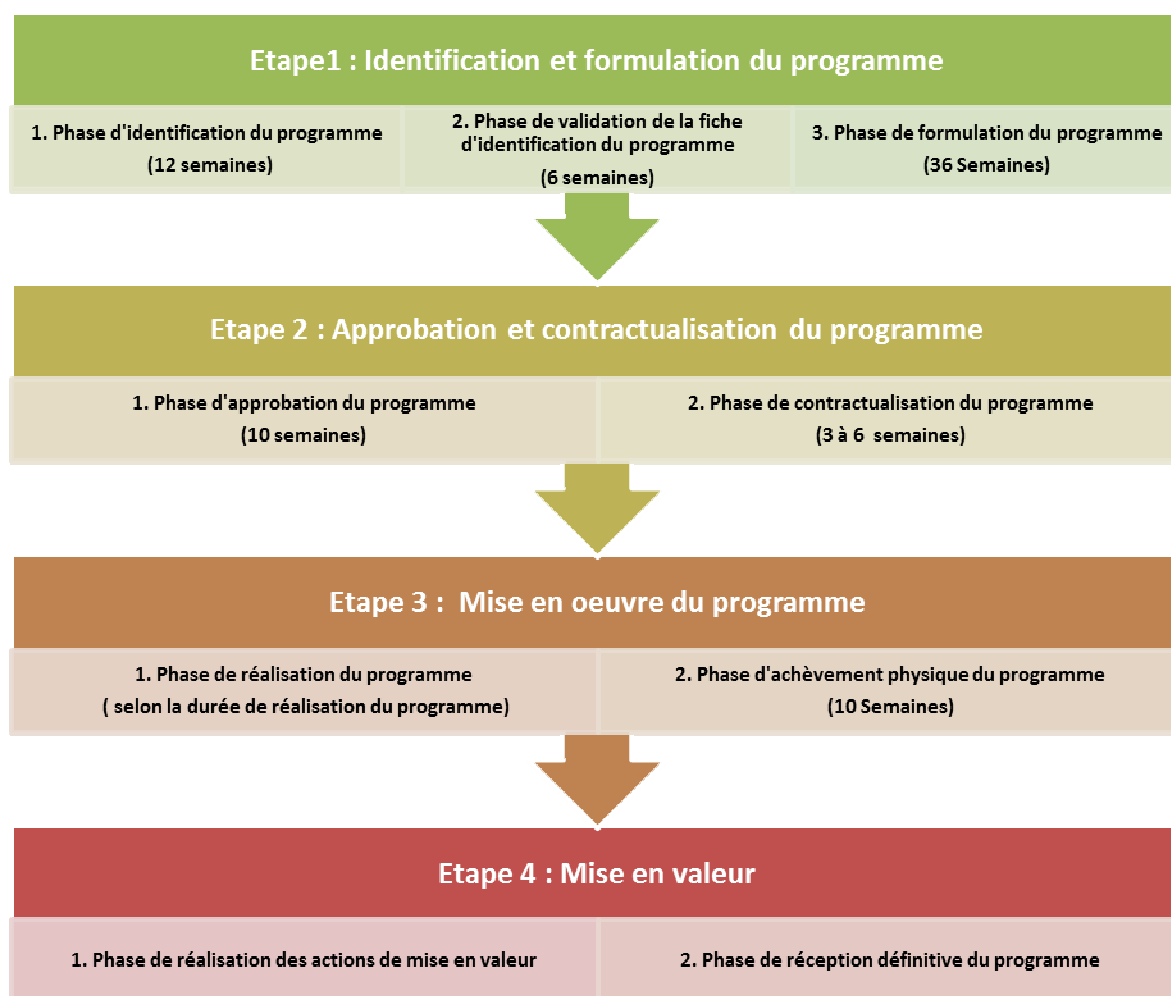 Etape1 : Identification et formulation du programme
1. Phase d'identification du programme
(12 semaines)
2. Phase de validation de la fiche
d'identification du programme
(6 semaines)
3. Phase de formulation du programme
(36 Semaines)
Etape 2 : Approbation et contractualisation du programme
1. Phase d'approbation du programme
(10 semaines)
2. Phase de contractualisation du programme
(3 à 6 semaines)
Etape 3 : Mise en oeuvre du programme
1. Phase de réalisation du programme
( selon la durée de réalisation du programme)
2. Phase d'achèvement physique du programme
(10 Semaines)
Etape 4 : Mise en valeur
1. Phase de réalisation des actions de mise en valeur
2. Phase de réception définitive du programme